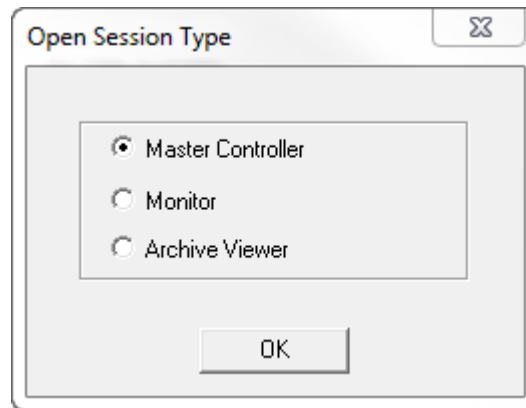 Open Session Type
Master Controller
Monitor
Archive Viewer
OK